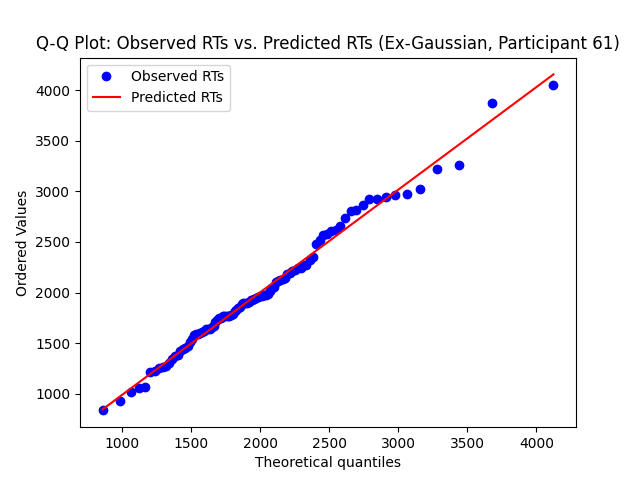 Q-Q Plot: Observed RTs vs. Predicted RTs (Ex-Gaussian, Participant 61)
Observed RTs
Predicted RTs
Ordered Values
4000
3500
3000
2500
2000
1500
1000
1000 1500 2000 2500 3000 3500 4000
Theoretical quantiles